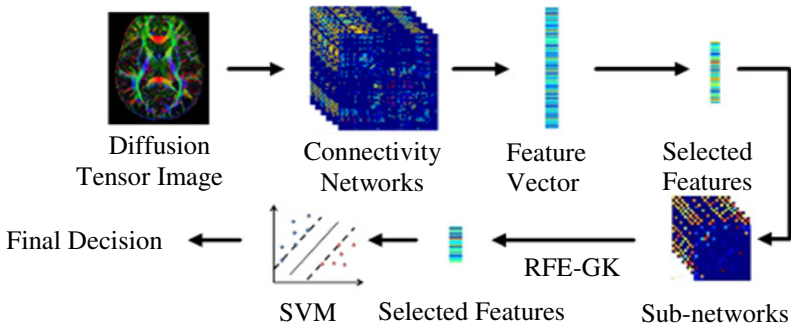 Diffusion
Tensor Image
Connectivity
Networks
Feature
Vector
Selected
Features
Final Decision
SVM
Selected Features
RFE-GK
Sub-networks